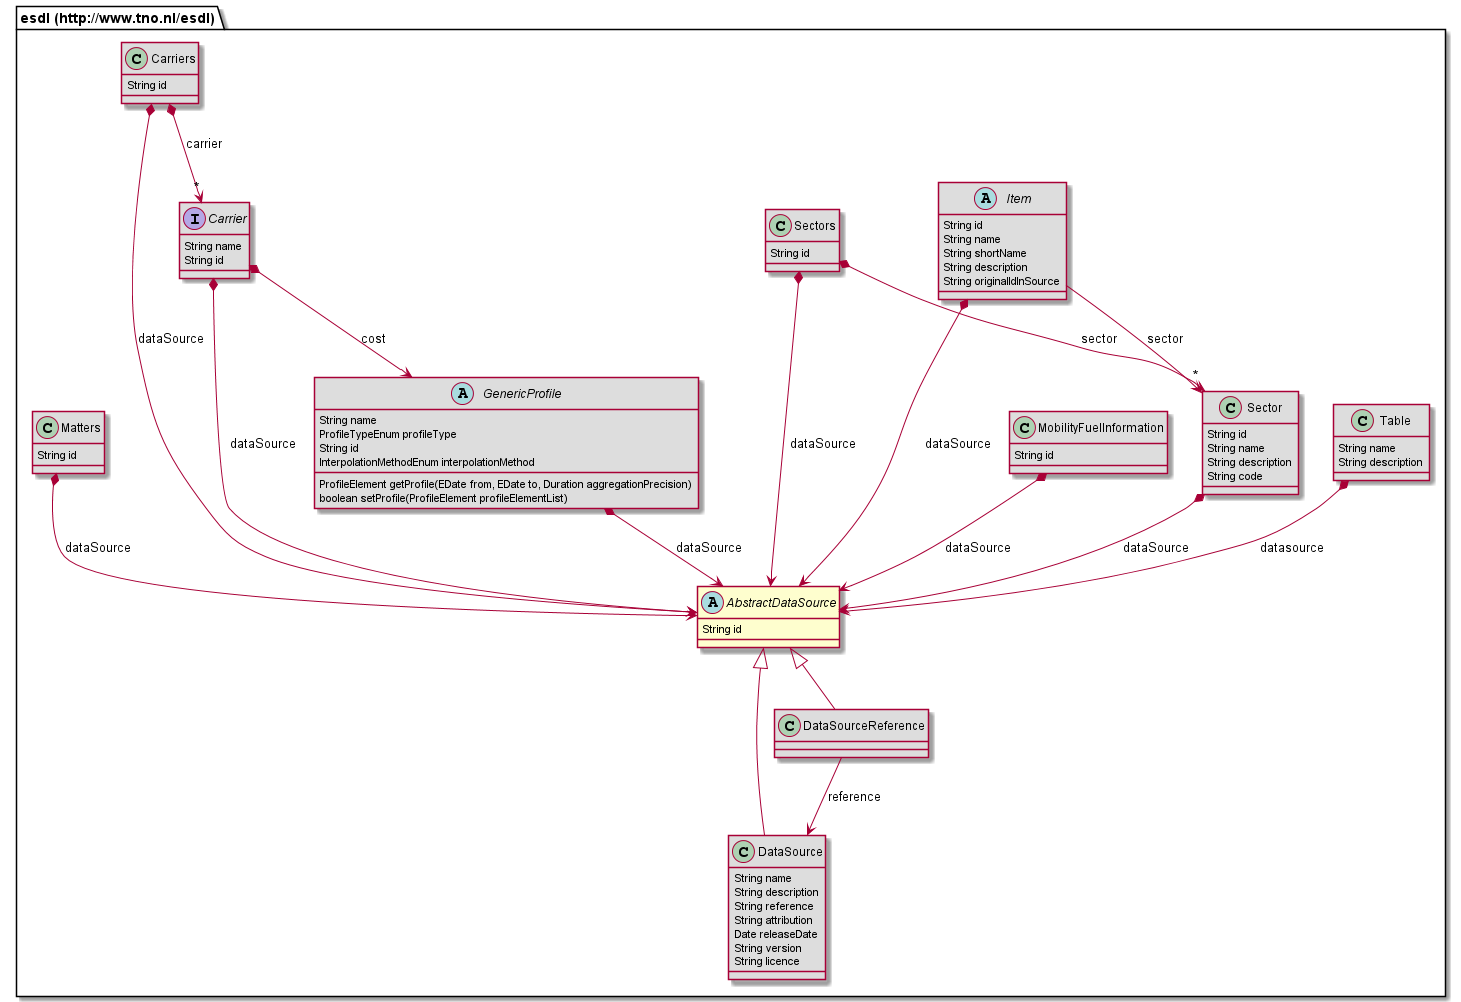 esdl (http://www.tno.nl/esdl)
C Carriers
String id
carrier
*
I Carrier
String name
String id
C Sectors
String id
A Item
String id
String name
String shortName
String description
String originalIdInSource
dataSource
cost
sector
sector
*
A GenericProfile
String name
ProfileTypeEnum profileType
String id
InterpolationMethodEnum interpolationMethod
ProfileElement getProfile(EDate from, EDate to, Duration aggregationPrecision)
boolean setProfile(ProfileElement profileElementList)
C Matters
String id
dataSource
dataSource
dataSource
C MobilityFuelInformation
String id
C Sector
String id
String name
String description
String code
C Table
String name
String description
dataSource
dataSource
dataSource
dataSource
datasource
A AbstractDataSource
String id
C DataSourceReference
reference
C DataSource
String name
String description
String reference
String attribution
Date releaseDate
String version
String licence